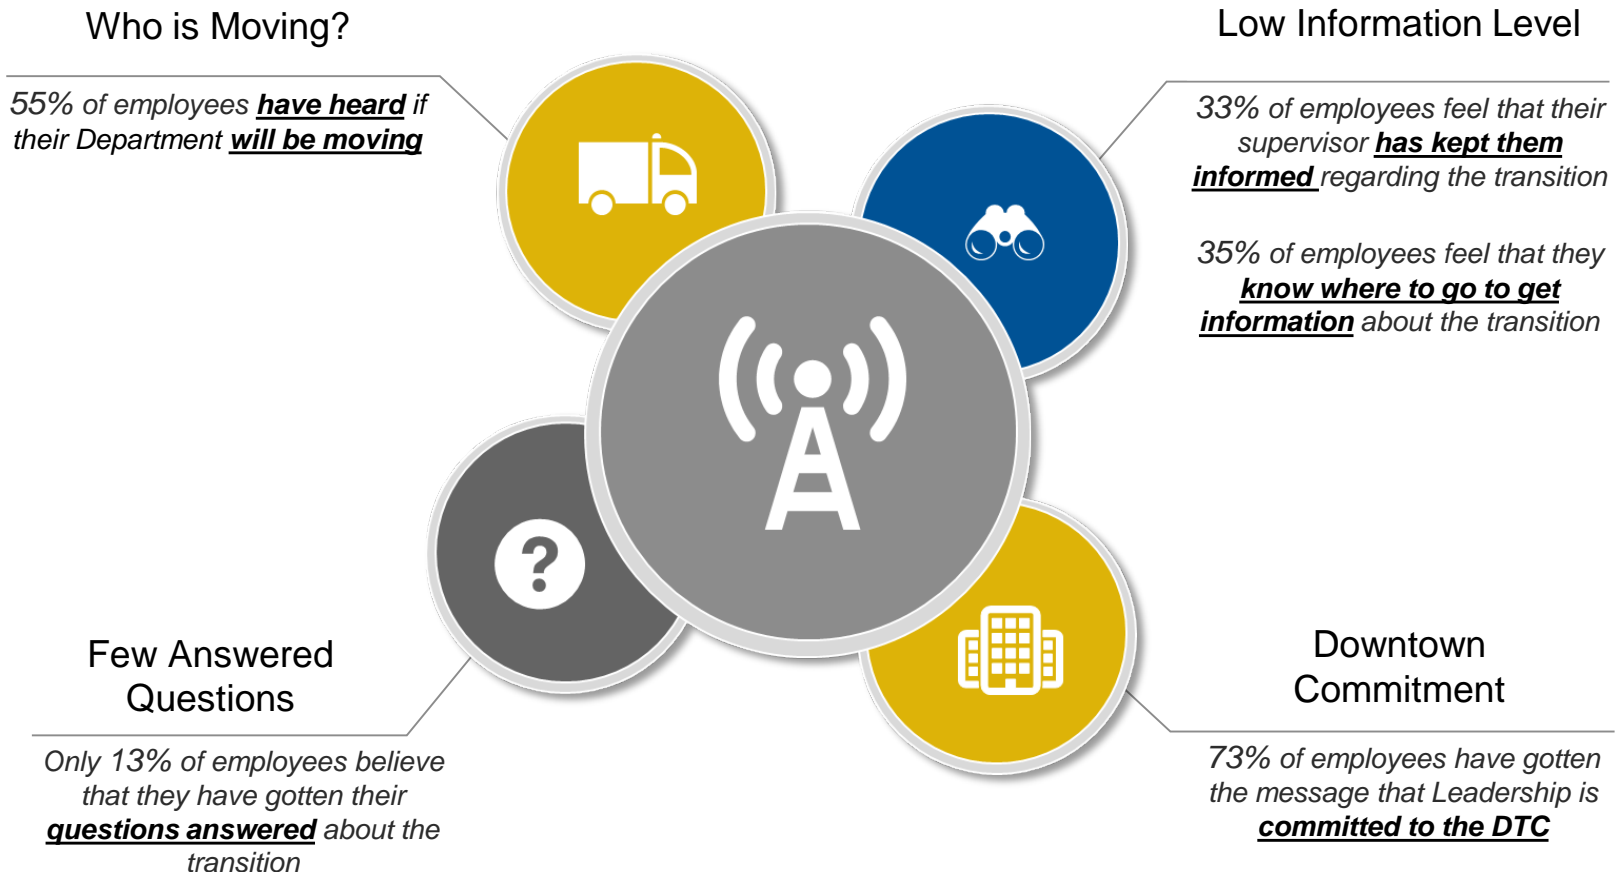 Who is Moving?
55% of employees have heard if
their Department will be moving
Low Information Level
33% of employees feel that their
supervisor has kept them
informed regarding the transition
35% of employees feel that they
know where to go to get
information about the transition
?
Few Answered
Questions
Only 13% of employees believe
that they have gotten their
questions answered about the
transition
Downtown
Commitment
73% of employees have gotten
the message that Leadership is
committed to the DTC